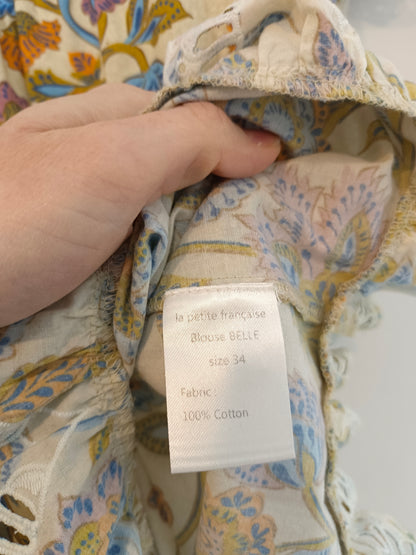 la petite française
Blouse BELLE
size 34
Fabric :
100% Cotton